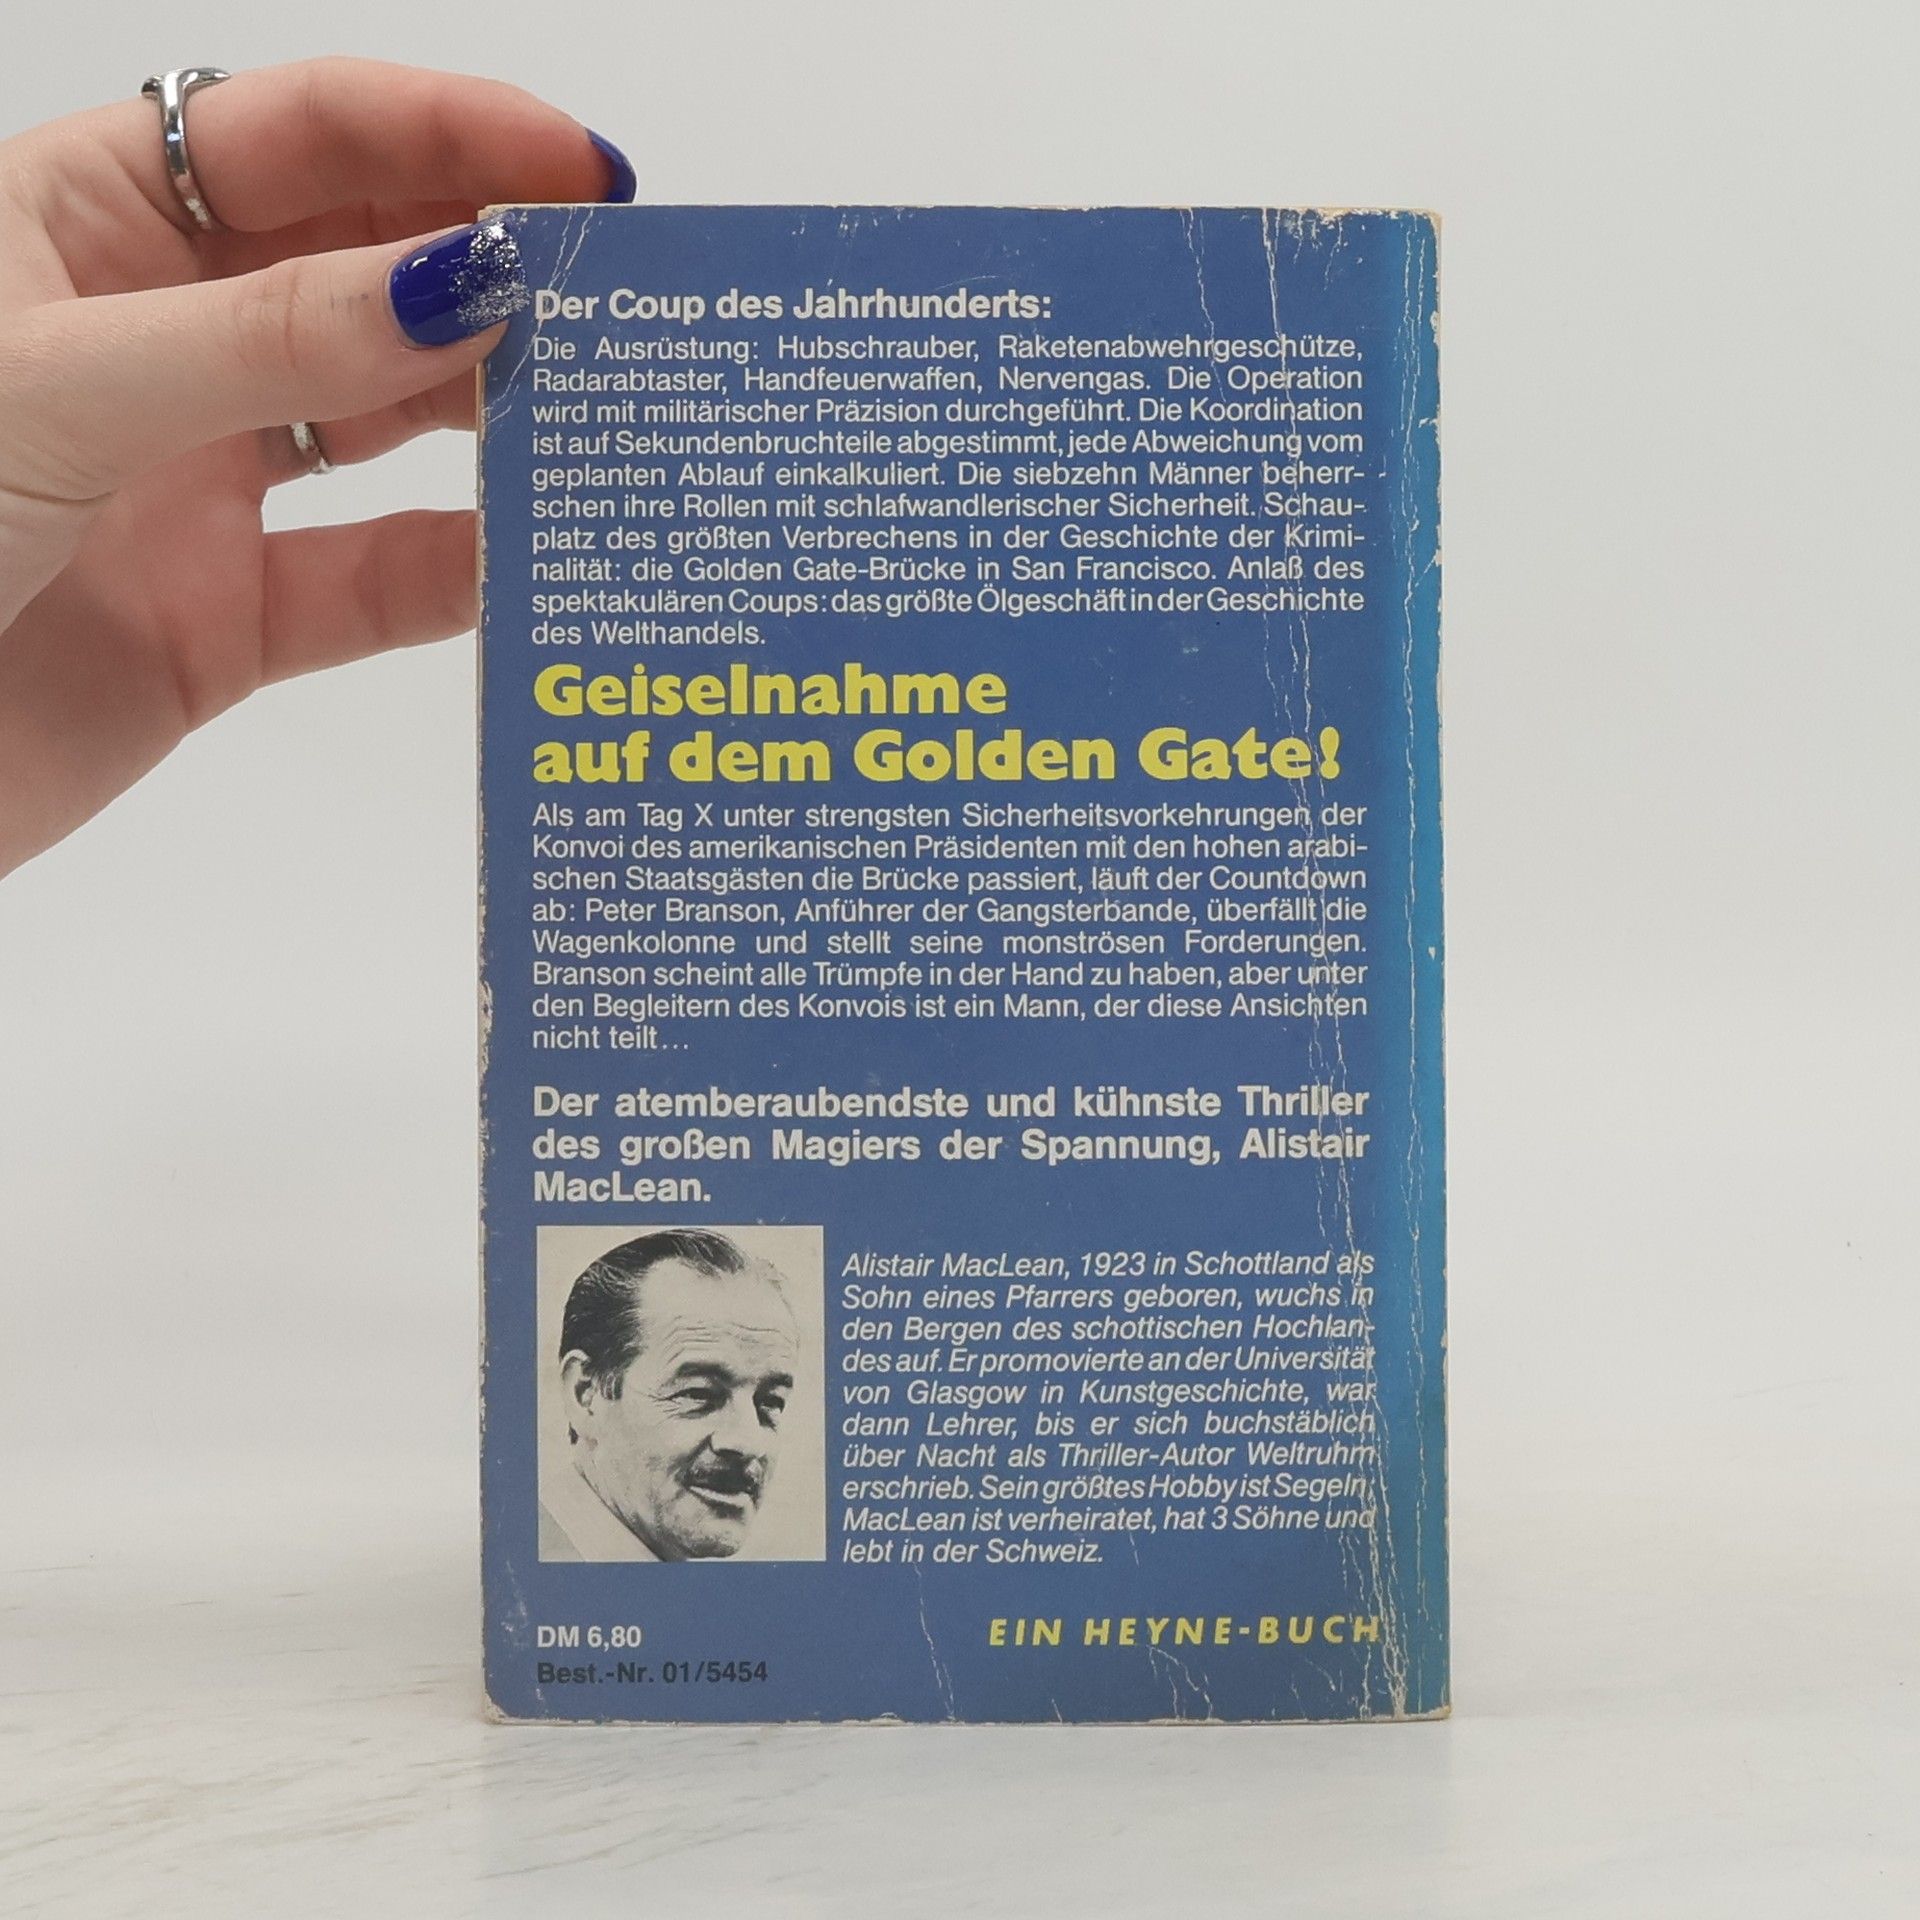 Der Coup des Jahrhunderts:
Die Ausrüstung: Hubschrauber, Raketenabwehrgeschütze,
Radarabtaster, Handfeuerwaffen, Nervengas. Die Operation
wird mit militärischer Präzision durchgeführt. Die Koordination
ist auf Sekundenbruchteile abgestimmt, jede Abweichung vom
geplanten Ablauf einkalkuliert. Die siebzehn Männer beherr-
schen ihre Rollen mit schlafwandlerischer Sicherheit. Schau-
platz des größten Verbrechens in der Geschichte der Krimi-
nalität: die Golden Gate-Brücke in San Francisco. Anlaß des
spektakulären Coups: das größte Ölgeschäft in der Geschichte
des Welthandels.
Geiselnahme
auf dem Golden Gate!
Als am Tag X unter strengsten Sicherheitsvorkehrungen der
Konvoi des amerikanischen Präsidenten mit den hohen arabi-
schen Staatsgästen die Brücke passiert, läuft der Countdown
ab: Peter Branson, Anführer der Gangsterbande, überfällt die
Wagenkolonne und stellt seine monströsen Forderungen.
Branson scheint alle Trümpfe in der Hand zu haben, aber unter
den Begleitern des Konvois ist ein Mann, der diese Ansichten
nicht teilt...
Der atemberaubendste und kühnste Thriller
des großen Magiers der Spannung, Alistair
MacLean.
Alistair MacLean, 1923 in Schottland als
Sohn eines Pfarrers geboren, wuchs in
den Bergen des schottischen Hochlan-
des auf. Er promovierte an der Universität
von Glasgow in Kunstgeschichte, war
dann Lehrer, bis er sich buchstäblich
über Nacht als Thriller-Autor Weltruhm
erschrieb. Sein größtes Hobby ist Segeln.
MacLean ist verheiratet, hat 3 Söhne und
lebt in der Schweiz.
DM 6,80
EIN HEYNE-BUCH
Best.-Nr. 01/5454